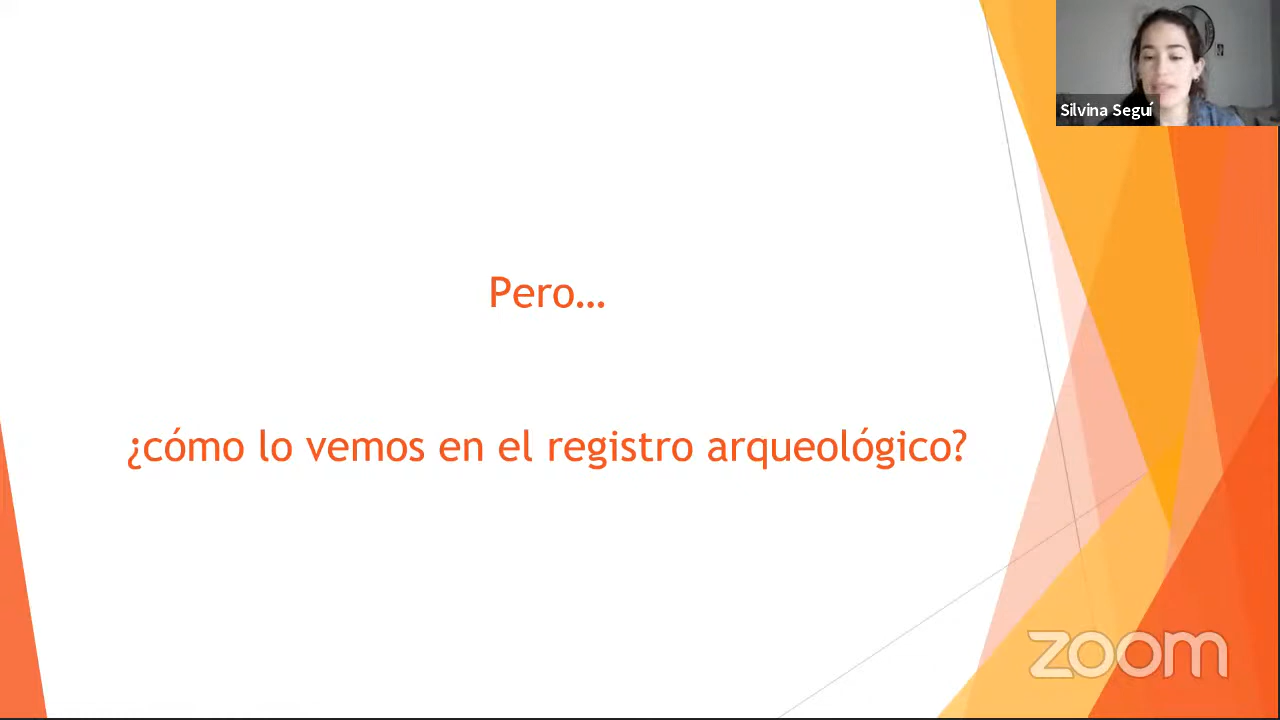 Silvina Seguí
Pero...
¿cómo lo vemos en el registro arqueológico?
zoom